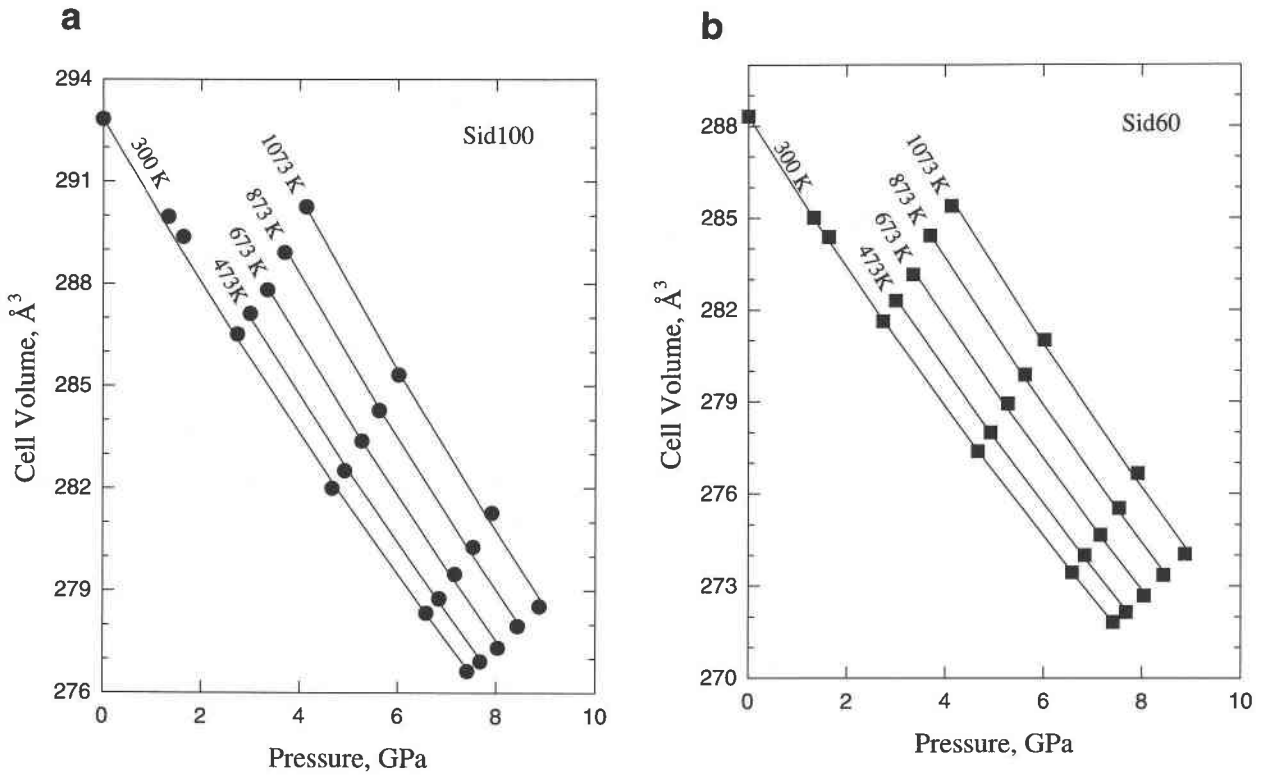 a
294
291
288
285
282
279
276
Cell Volume, Å3
Sid100
300 K
473K
673 K
873 K
1073 K
0
2
4
6
8
10
Pressure, GPa
b
288
285
282
279
276
273
270
Cell Volume, Å3
Sid60
300 K
473K
673 K
873 K
1073 K
0
2
4
6
8
10
Pressure, GPa